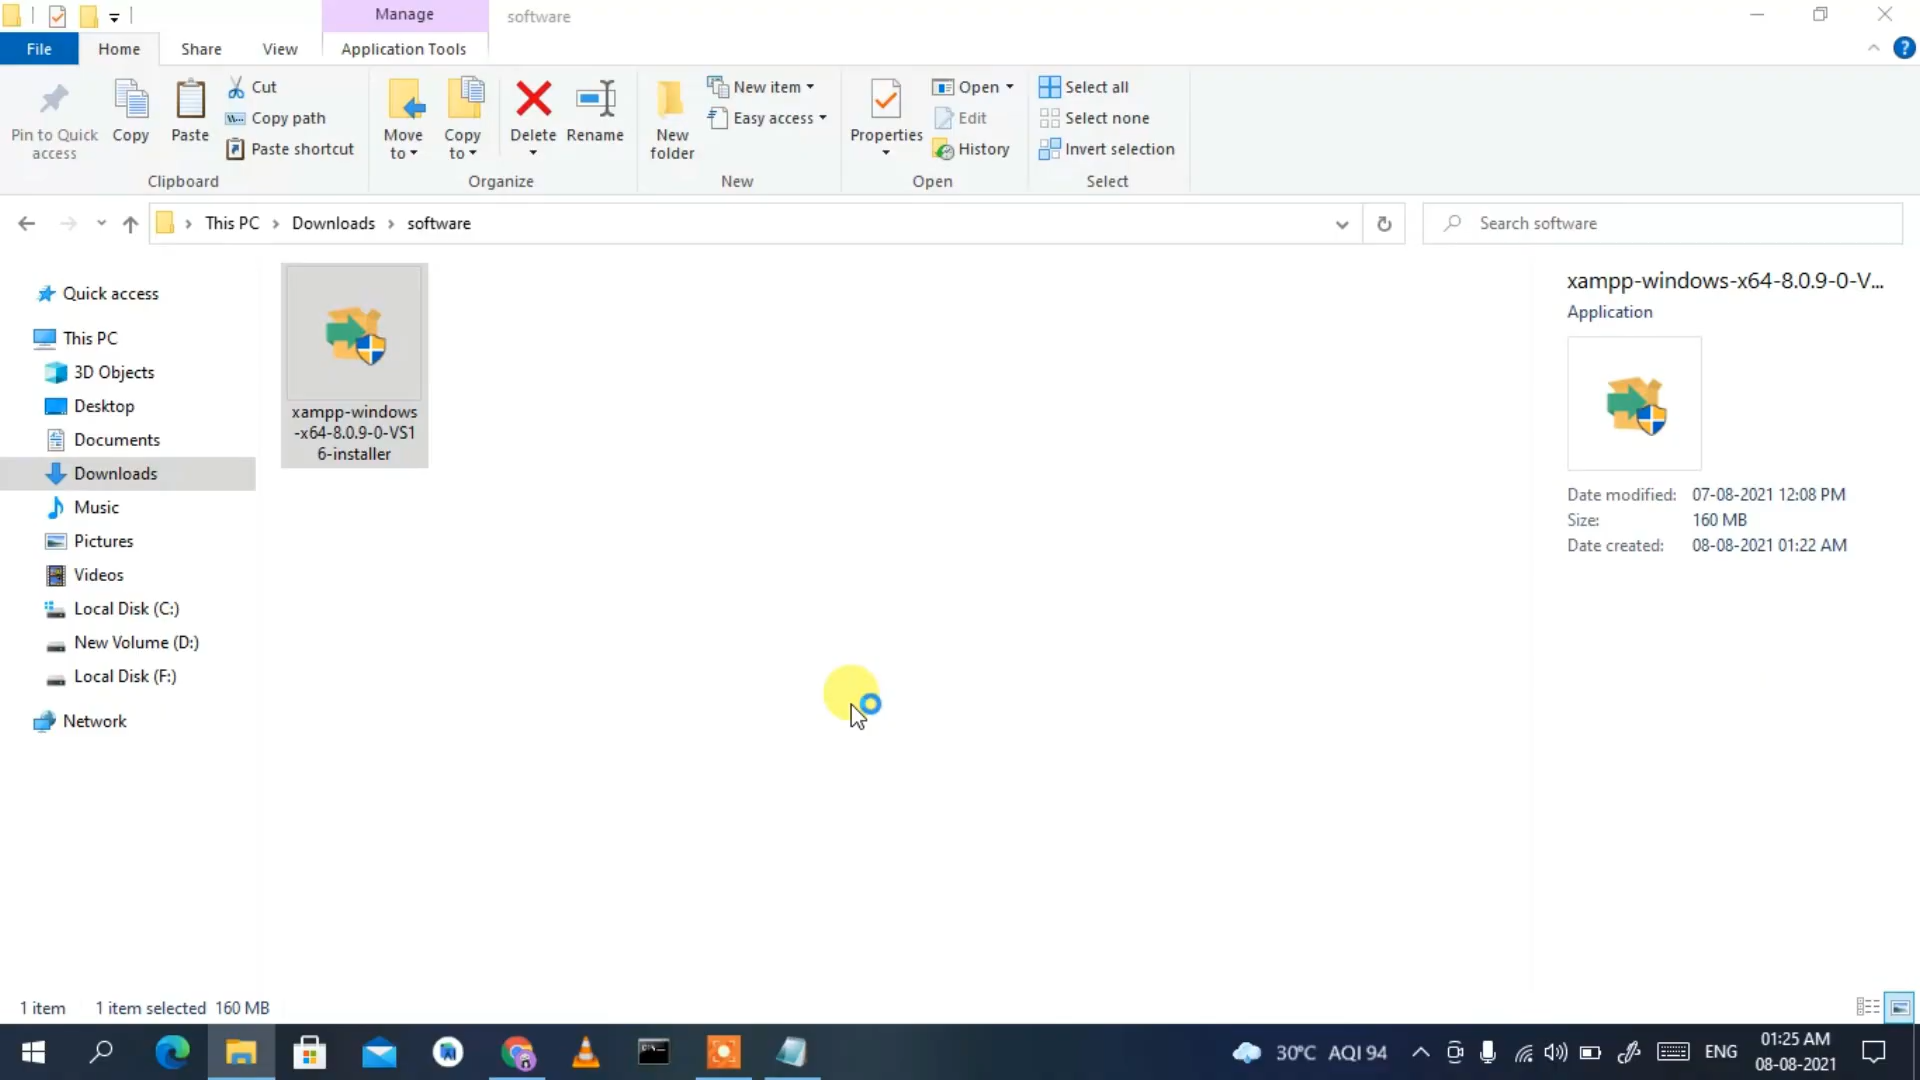 Manage
software
File
Home
Share
View
Application Tools
Pin to Quick
access
Copy
Paste
Cut
Copy path
Paste shortcut
Clipboard
Move
to
Copy
to
Delete
Rename
Organize
New
folder
New item
Easy access
New
Properties
Open
Edit
History
Open
Select all
Select none
Invert selection
Select
This PC
Downloads
software
Search software
Quick access
This PC
3D Objects
Desktop
Documents
Downloads
Music
Pictures
Videos
Local Disk (C:)
New Volume (D:)
Local Disk (F:)
Network
xampp-windows
-x64-8.0.9-0-VS1
6-installer
xampp-windows-x64-8.0.9-0-V...
Application
Date modified: 07-08-2021 12:08 PM
Size: 160 MB
Date created: 08-08-2021 01:22 AM
1 item
1 item selected 160 MB
30°C AQI 94
ENG
01:25 AM
08-08-2021